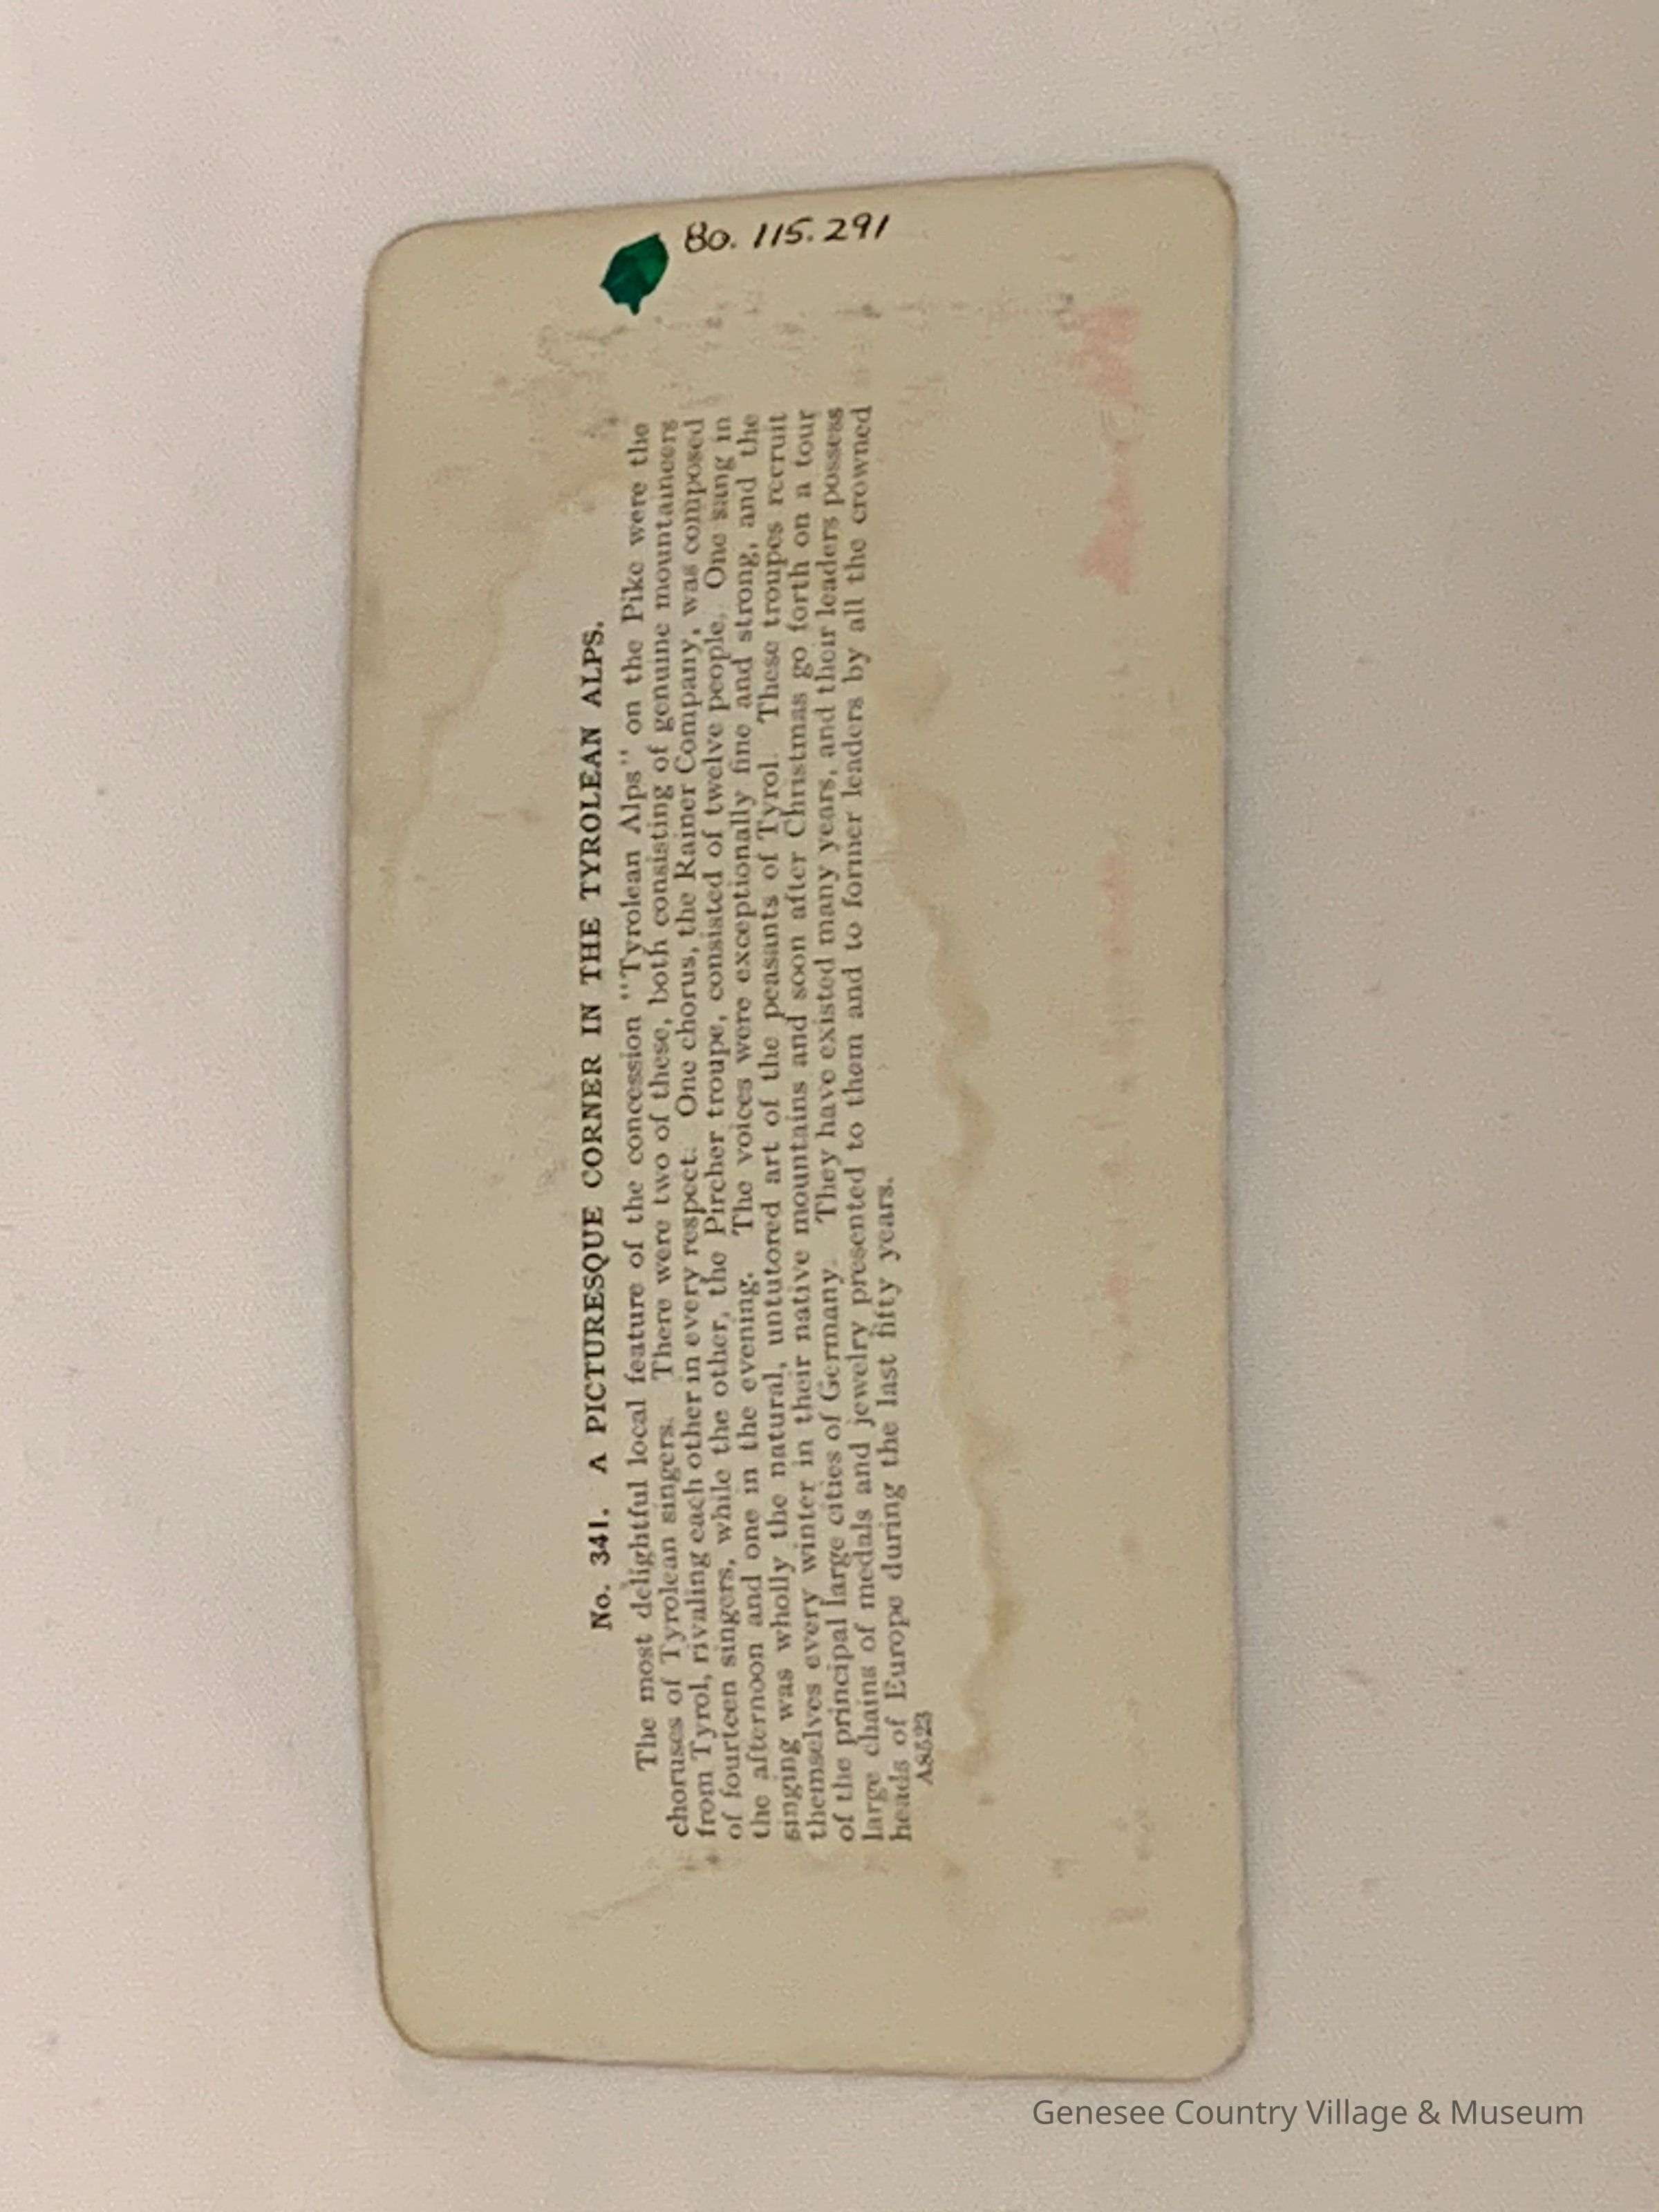 80.115.291
No. 341. A PICTURESQUE CORNER IN THE TYROLEAN ALPS.
The most delightful local feature of the concession "Tyrolean Alps" on the Pike were the
choruses of Tyrolean singers. There were two of these, both consisting of genuine mountaineers
from Tyrol, rivaling each other in every respect. One chorus, the Rainer Company, was composed
of fourteen singers, while the other, the Pircher troupe, consisted of twelve people. One sang in
the afternoon and one in the evening. The voices were exceptionally fine and strong, and the
singing was wholly the natural, untutored art of the peasants of Tyrol. These troupes recruit
themselves every winter in their native mountains and soon after Christmas go forth on a tour
of the principal large cities of Germany. They have existed many years, and their leaders possess
large chains of medals and jewelry presented to them and to former leaders by all the crowned
heads of Europe during the last fifty years.
A8523
Genesee Country Village & Museum